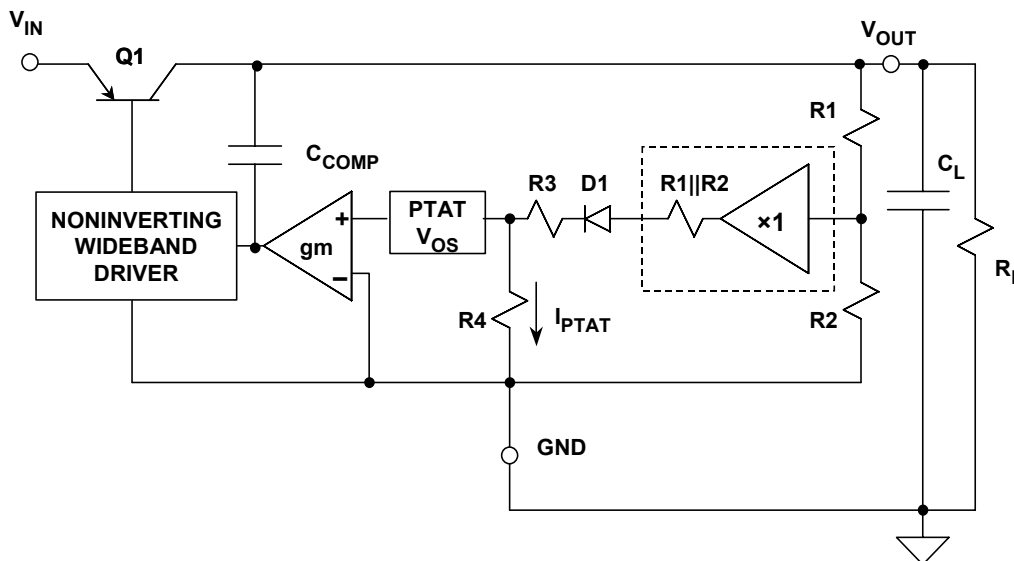 VIN
Q1
VOUT
R1
CCOMP
CL
R3
D1
R1||R2
×1
NONINVERTING
WIDEBAND
DRIVER
gm
+
−
PTAT
VOS
R4
IPTAT
R2
GND